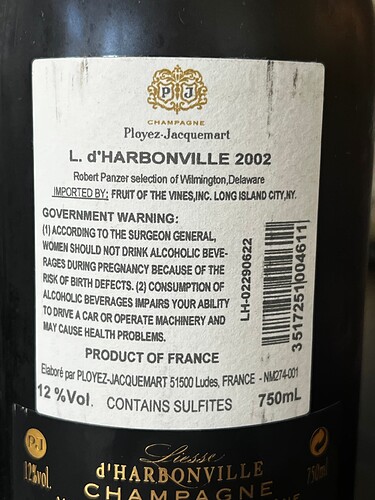 P J
CHAMPAGNE
Ployez-Jacquemart
L. d'HARBONVILLE 2002
Robert Panzer selection of Wilmington,Delaware
IMPORTED BY: FRUIT OF THE VINES,INC. LONG ISLAND CITY,NY.
GOVERNMENT WARNING:
(1) ACCORDING TO THE SURGEON GENERAL,
WOMEN SHOULD NOT DRINK ALCOHOLIC BEVE-
RAGES DURING PREGNANCY BECAUSE OF THE
RISK OF BIRTH DEFECTS. (2) CONSUMPTION OF
ALCOHOLIC BEVERAGES IMPAIRS YOUR ABILITY
TO DRIVE A CAR OR OPERATE MACHINERY AND
MAY CAUSE HEALTH PROBLEMS.
LH-02290622
3517251004611
PRODUCT OF FRANCE
Elaboré par PLOYEZ-JACQUEMART 51500 Ludes, FRANCE - NM274-001
12 %Vol. CONTAINS SULFITES 750mL
PJ
Liesse
12%vol. d'HARBONVILLE 750ml
CHAMPAGNE